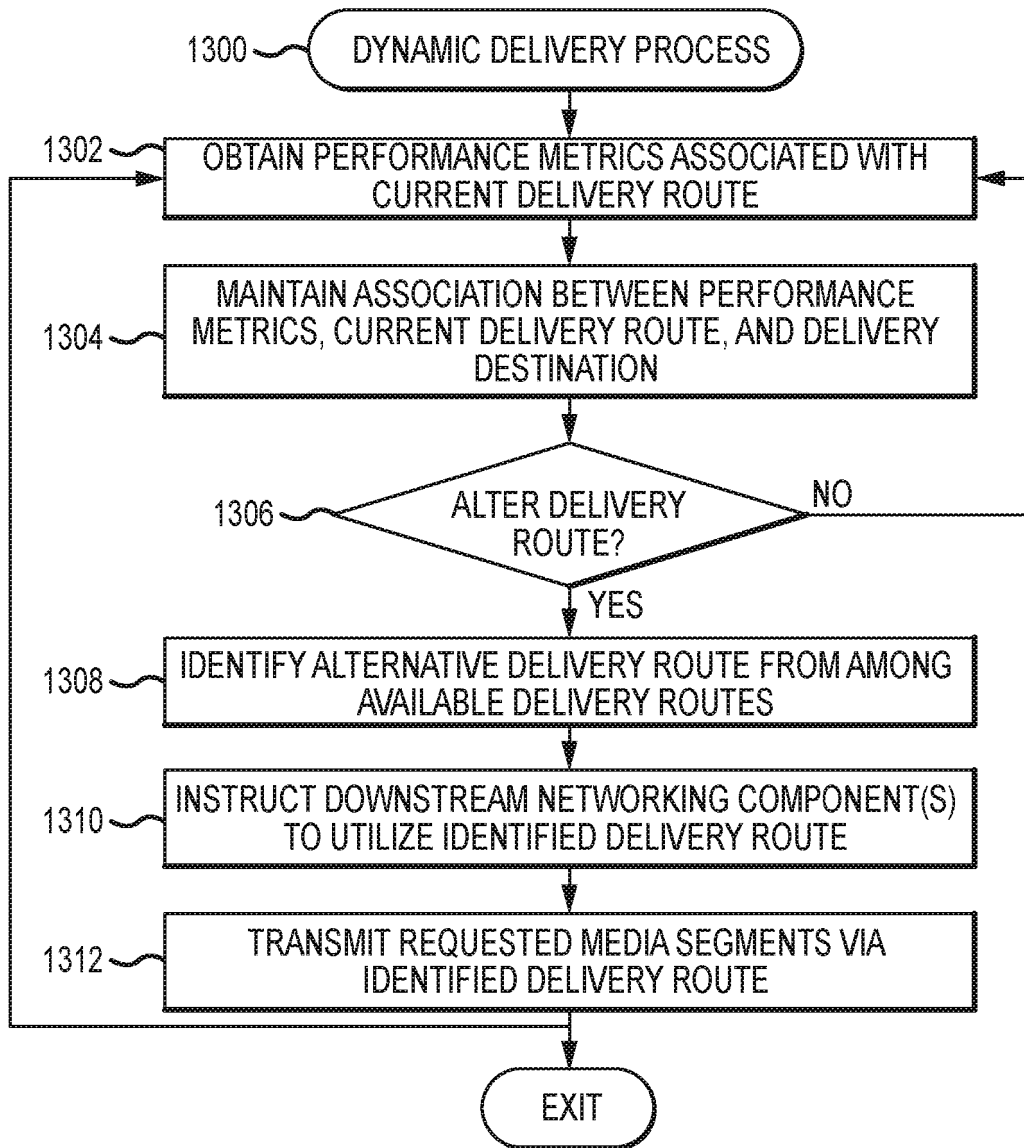 1300 DYNAMIC DELIVERY PROCESS
1302 OBTAIN PERFORMANCE METRICS ASSOCIATED WITH
CURRENT DELIVERY ROUTE
MAINTAIN ASSOCIATION BETWEEN PERFORMANCE
1304 METRICS, CURRENT DELIVERY ROUTE, AND DELIVERY
DESTINATION
1306 ALTER DELIVERY
ROUTE?
NO
YES
1308 IDENTIFY ALTERNATIVE DELIVERY ROUTE FROM AMONG
AVAILABLE DELIVERY ROUTES
1310 INSTRUCT DOWNSTREAM NETWORKING COMPONENT(S)
TO UTILIZE IDENTIFIED DELIVERY ROUTE
1312 TRANSMIT REQUESTED MEDIA SEGMENTS VIA
IDENTIFIED DELIVERY ROUTE
EXIT